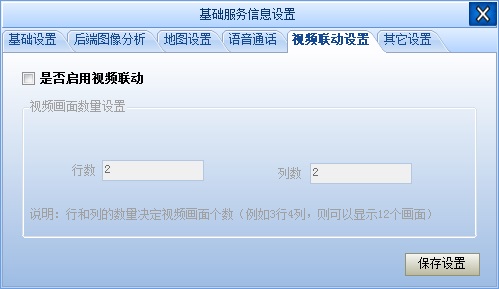 基础服务信息设置
基础设置 后端图像分析 地图设置 语音通话 视频联动设置 其它设置
是否启用视频联动
视频画面数量设置
行数 2 列数 2
说明：行和列的数量决定视频画面个数（例如3行4列，则可以显示12个画面）
保存设置